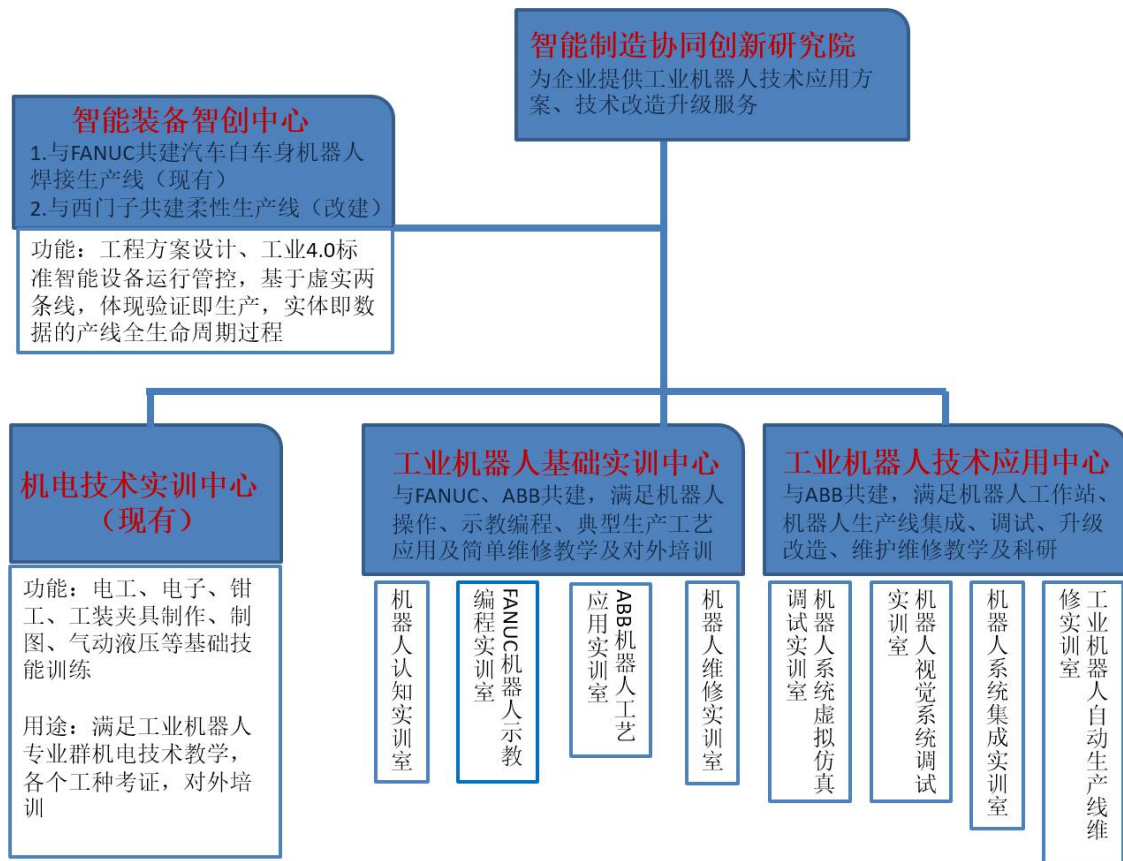 智能制造协同创新研究院
为企业提供工业机器人技术应用方
案、技术改造升级服务
智能装备智创中心
1.与FANUC共建汽车白车身机器人
焊接生产线（现有）
2.与西门子共建柔性生产线（改建）
功能：工程方案设计、工业4.0标
准智能设备运行管控，基于虚实两
条线，体现验证即生产，实体即数
据的产线全生命周期过程
机电技术实训中心
（现有）
功能：电工、电子、钳
工、工装夹具制作、制
图、气动液压等基础技
能训练
用途：满足工业机器人
专业群机电技术教学，
各个工种考证，对外培
训
工业机器人基础实训中心
与FANUC、ABB共建，满足机器人
操作、示教编程、典型生产工艺
应用及简单维修教学及对外培训
机器人认知实训室
FANUC机器人示教
编程实训室
ABB机器人工艺
应用实训室
机器人维修实训室
工业机器人技术应用中心
与ABB共建，满足机器人工作站、
机器人生产线集成、调试、升级
改造、维护维修教学及科研
机器人系统虚拟仿真
调试实训室
机器人视觉系统调试
实训室
机器人系统集成实训室
工业机器人自动生产线维
修实训室